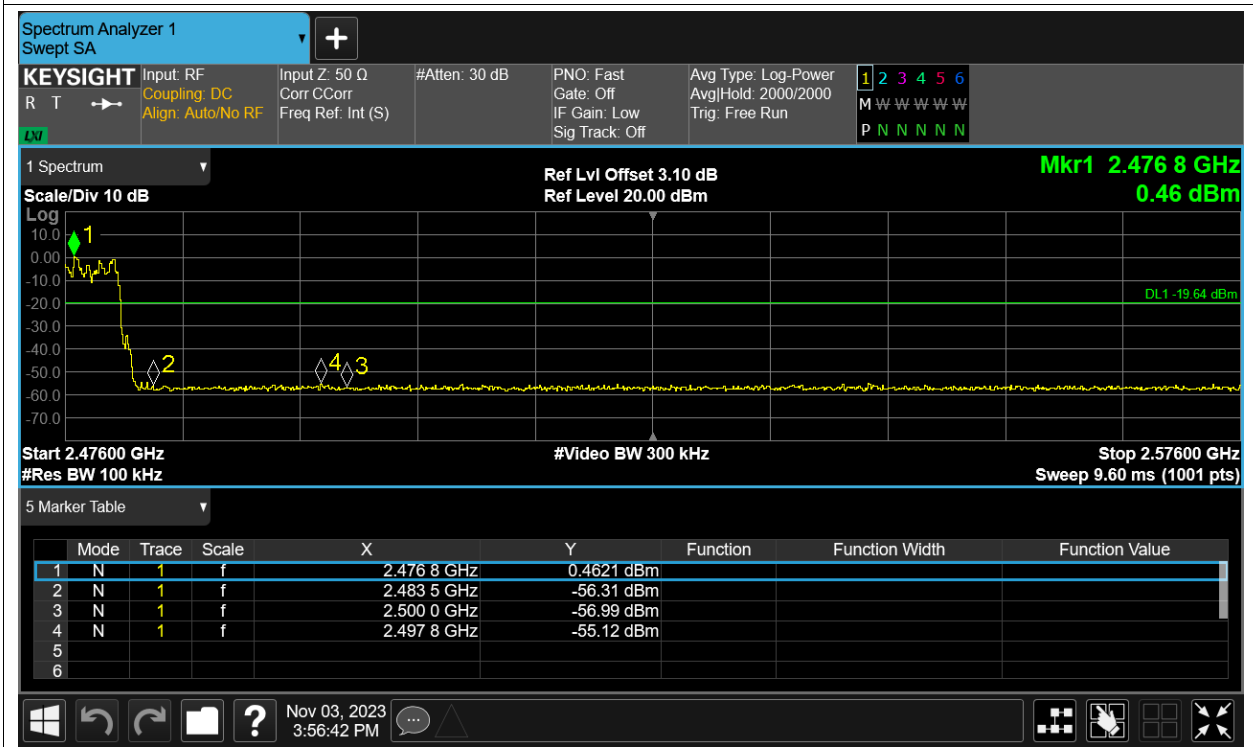 Spectrum Analyzer 1
Swept SA
KEYSIGHT Input: RF Input Z: 50 Ω #Atten: 30 dB PNO: Fast Avg Type: Log-Power 1 2 3 4 5 6
R T Coupling: DC Corr CCorr Gate: Off Avg|Hold: 2000/2000 M W W W W W
Align: Auto/No RF Freq Ref: Int (S) IF Gain: Low Trig: Free Run
LXI Sig Track: Off P N N N N N
1 Spectrum Ref Lvl Offset 3.10 dB Mkr1 2.476 8 GHz
Scale/Div 10 dB Ref Level 20.00 dBm 0.46 dBm
Log
10.0 1
0.00
-10.0
-20.0 DL1 -19.64 dBm
-30.0
-40.0
-50.0 2 4 3
-60.0
-70.0
Start 2.47600 GHz #Video BW 300 kHz Stop 2.57600 GHz
#Res BW 100 kHz Sweep 9.60 ms (1001 pts)
5 Marker Table
Mode Trace Scale X Y Function Function Width Function Value
1 N 1 f 2.476 8 GHz 0.4621 dBm
2 N 1 f 2.483 5 GHz -56.31 dBm
3 N 1 f 2.500 0 GHz -56.99 dBm
4 N 1 f 2.497 8 GHz -55.12 dBm
5
6
? Nov 03, 2023
3:56:42 PM